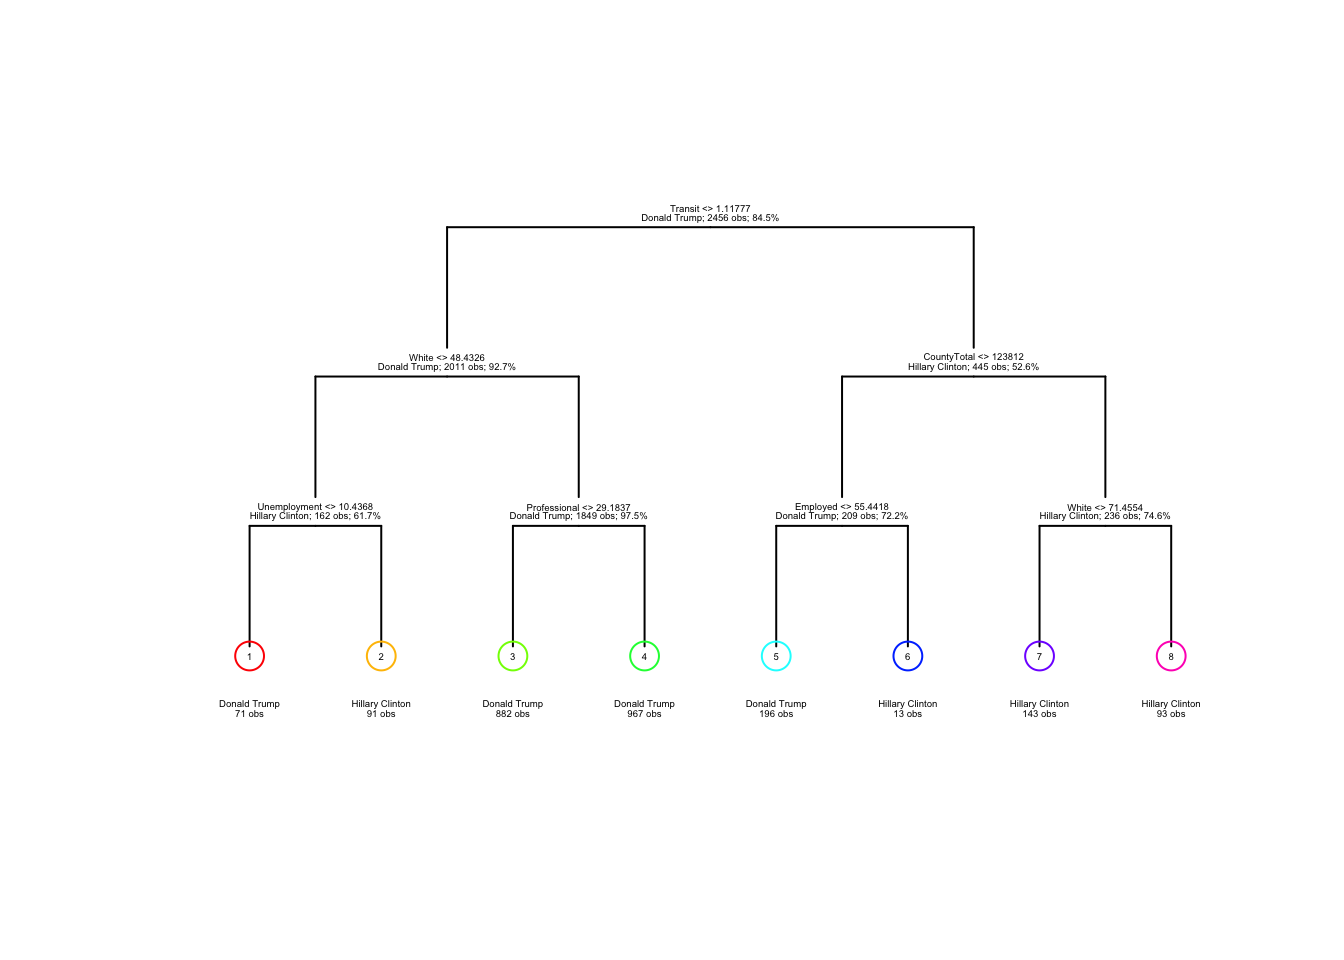 Transit <> 1.11777
Donald Trump; 2456 obs; 84.5%
White <> 48.4326
Donald Trump; 2011 obs; 92.7%
CountyTotal <> 123812
Hillary Clinton; 445 obs; 52.6%
Unemployment <> 10.4368
Hillary Clinton; 162 obs; 61.7%
Professional <> 29.1837
Donald Trump; 1849 obs; 97.5%
Employed <> 55.4418
Donald Trump; 209 obs; 72.2%
White <> 71.4554
Hillary Clinton; 236 obs; 74.6%
1
2
3
4
5
6
7
8
Donald Trump
71 obs
Hillary Clinton
91 obs
Donald Trump
882 obs
Donald Trump
967 obs
Donald Trump
196 obs
Hillary Clinton
13 obs
Hillary Clinton
143 obs
Hillary Clinton
93 obs